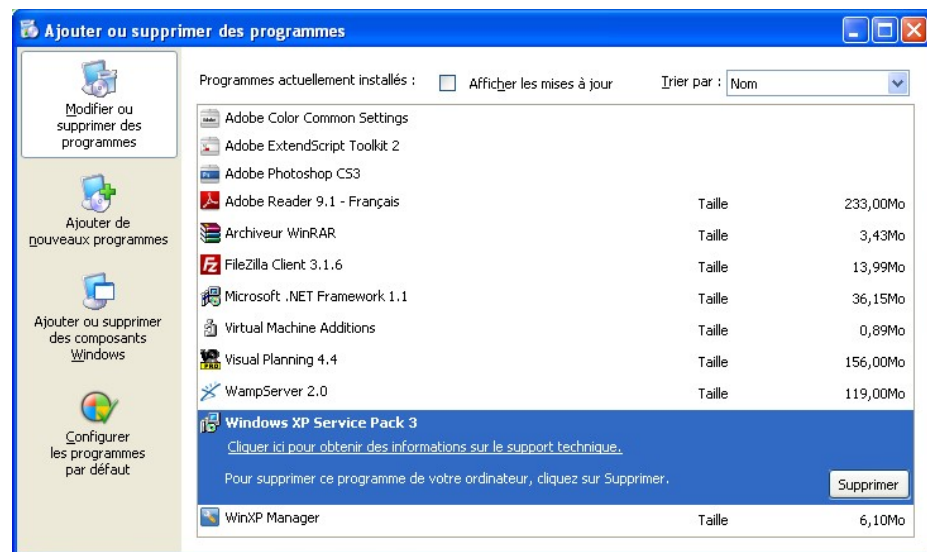 Ajouter ou supprimer des programmes
Modifier ou
supprimer des
programmes
Ajouter de
nouveaux programmes
Ajouter ou supprimer
des composants
Windows
Configurer
les programmes
par défaut
Programmes actuellement installés : Afficher les mises à jour Trier par : Nom
Adobe Color Common Settings
Adobe ExtendScript Toolkit 2
Adobe Photoshop CS3
Adobe Reader 9.1 - Français Taille 233,00Mo
Archiveur WinRAR Taille 3,43Mo
FileZilla Client 3.1.6 Taille 13,99Mo
Microsoft .NET Framework 1.1 Taille 36,15Mo
Virtual Machine Additions Taille 0,89Mo
Visual Planning 4.4 Taille 156,00Mo
WampServer 2.0 Taille 119,00Mo
Windows XP Service Pack 3
Cliquer ici pour obtenir des informations sur le support technique.
Pour supprimer ce programme de votre ordinateur, cliquez sur Supprimer. Supprimer
WinXP Manager Taille 6,10Mo